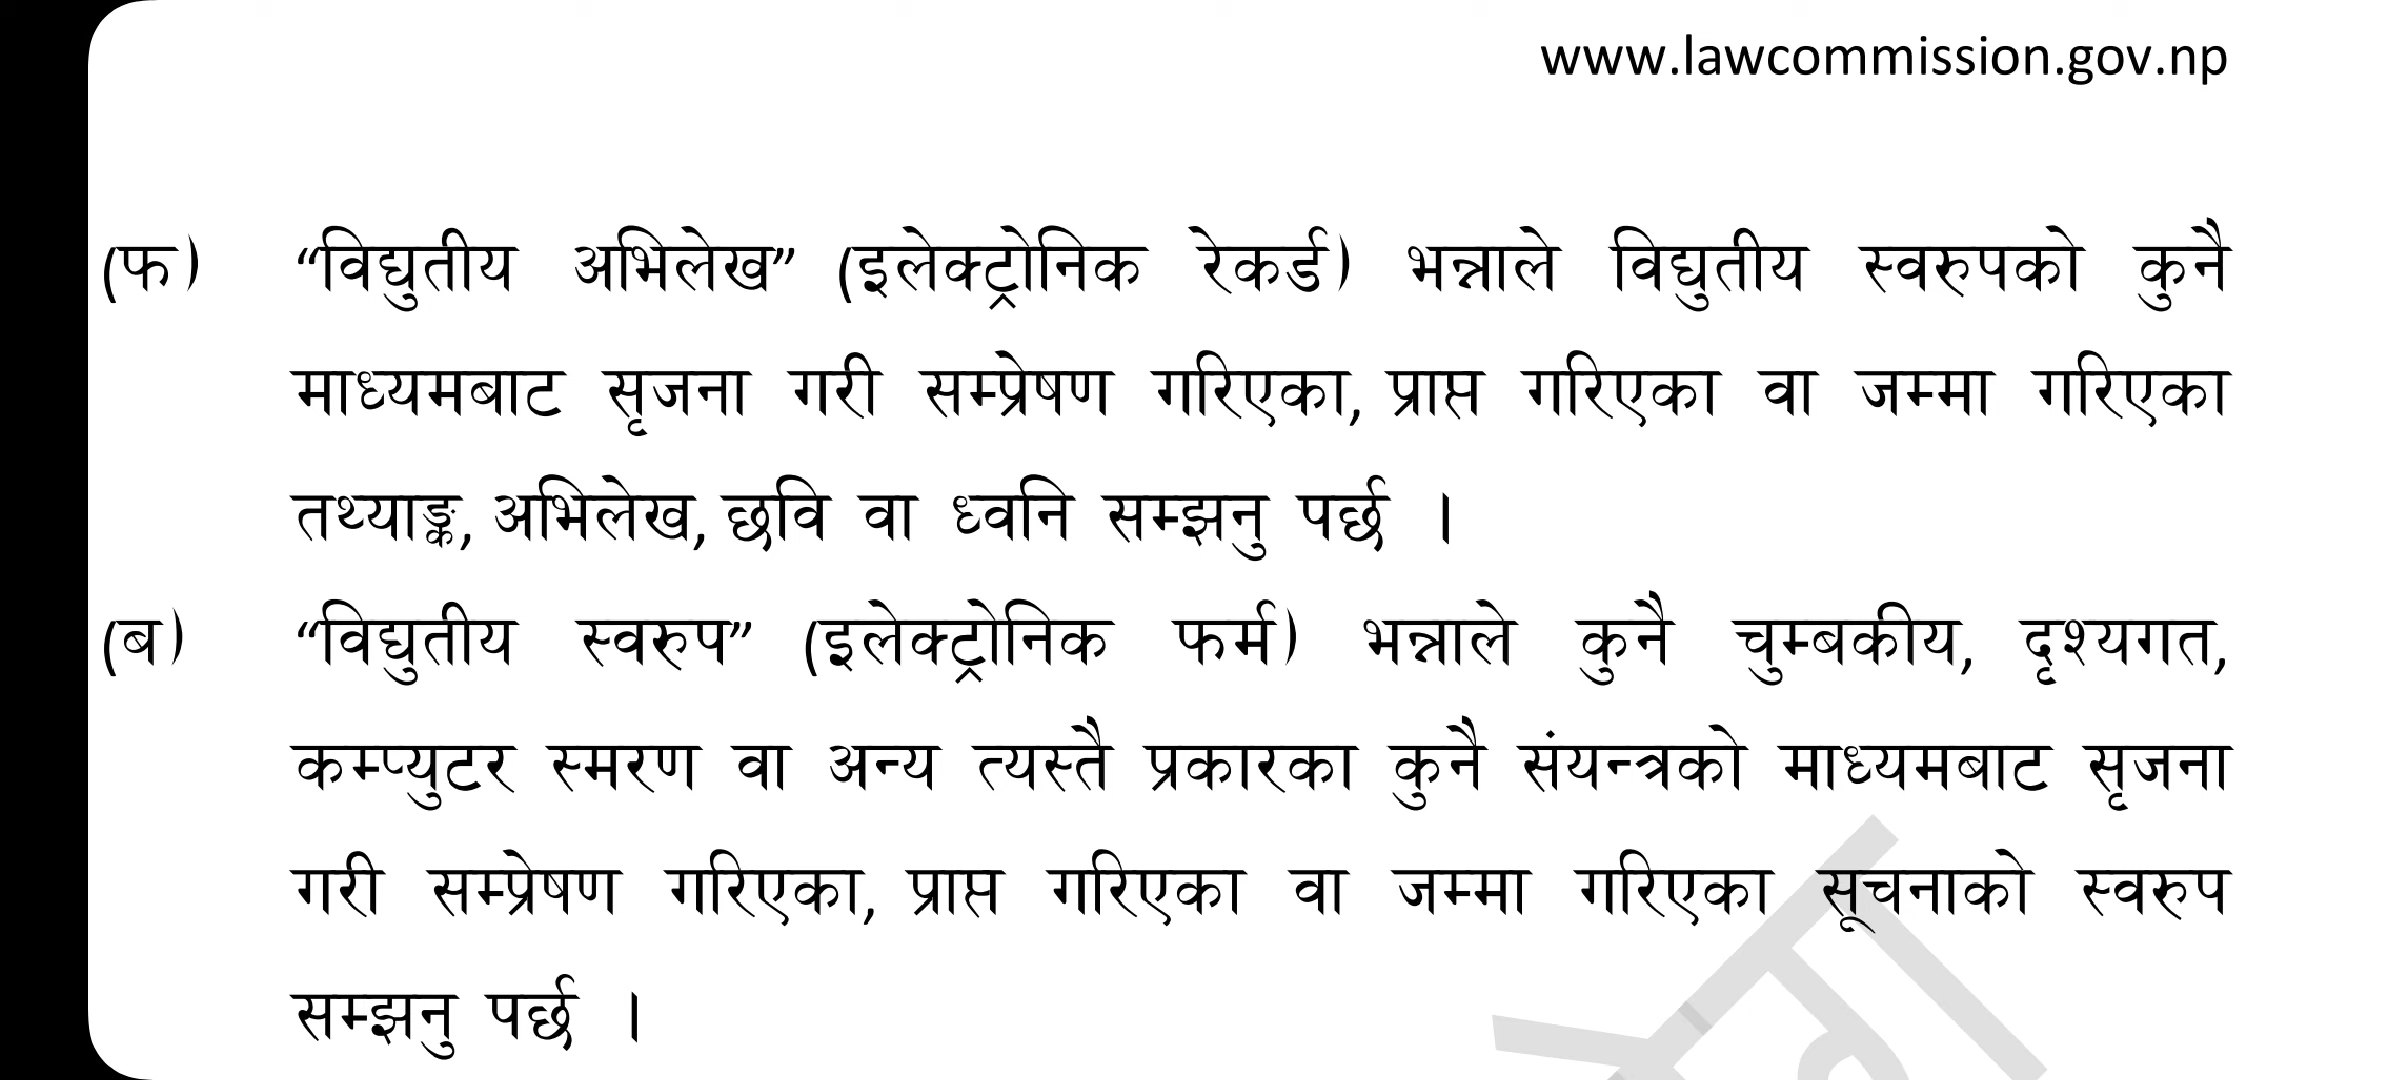 www.lawcommission.gov.np
(फ) “विद्युतीय अभिलेख” (इलेक्ट्रोनिक रेकर्ड) भन्नाले विद्युतीय स्वरुपको कुनै
माध्यमबाट सृजना गरी सम्प्रेषण गरिएका, प्राप्त गरिएका वा जम्मा गरिएका
तथ्याङ्क, अभिलेख, छवि वा ध्वनि सम्झनु पर्छ ।
(ब) “विद्युतीय स्वरुप” (इलेक्ट्रोनिक फर्म) भन्नाले कुनै चुम्बकीय, दृश्यगत,
कम्प्युटर स्मरण वा अन्य त्यस्तै प्रकारका कुनै संयन्त्रको माध्यमबाट सृजना
गरी सम्प्रेषण गरिएका, प्राप्त गरिएका वा जम्मा गरिएका सूचनाको स्वरुप
सम्झनु पर्छ ।